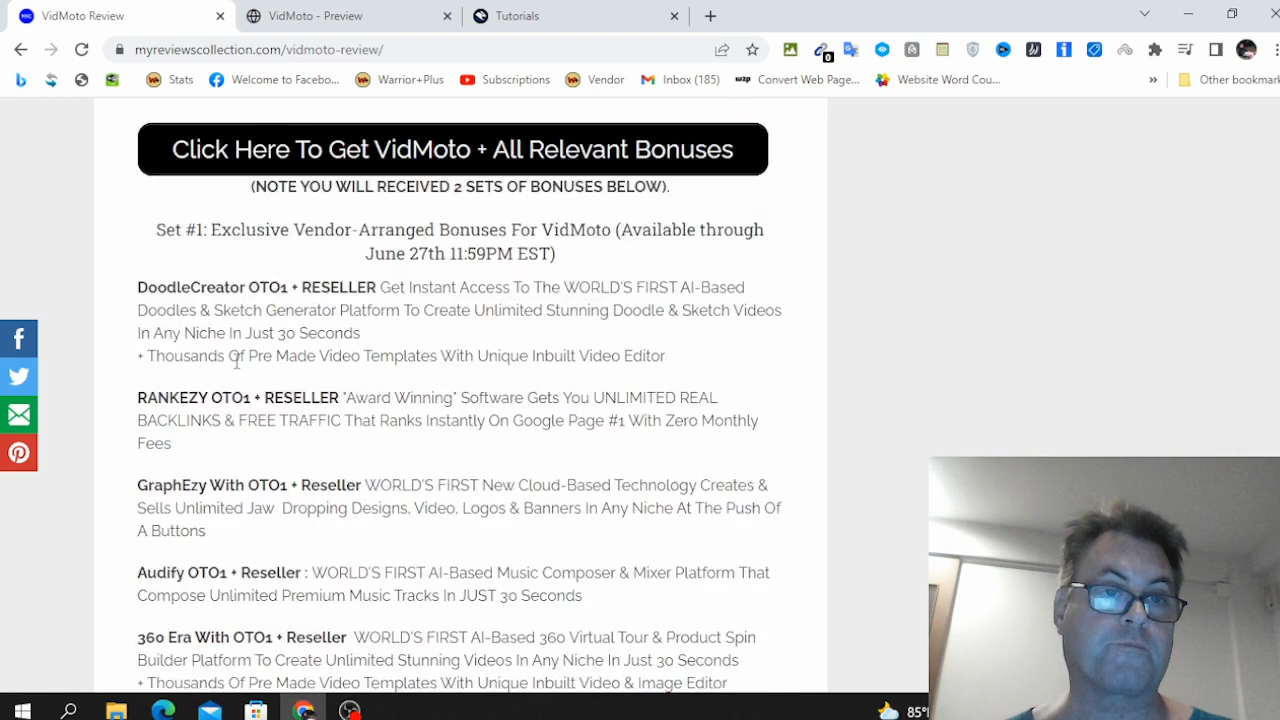 VidMoto Review
VidMoto - Preview
Tutorials
myreviewscollection.com/vidmoto-review/
Stats
Welcome to Facebo...
Warrior+Plus
Subscriptions
Vendor
Inbox (185)
Convert Web Page...
Website Word Cou...
Other bookmark
Click Here To Get VidMoto + All Relevant Bonuses
(NOTE YOU WILL RECEIVED 2 SETS OF BONUSES BELOW).
Set #1: Exclusive Vendor-Arranged Bonuses For VidMoto (Available through
June 27th 11:59PM EST)
DoodleCreator OTO1 + RESELLER Get Instant Access To The WORLD'S FIRST AI-Based
Doodles & Sketch Generator Platform To Create Unlimited Stunning Doodle & Sketch Videos
In Any Niche In Just 30 Seconds
+ Thousands Of Pre Made Video Templates With Unique Inbuilt Video Editor
RANKEZY OTO1 + RESELLER "Award Winning" Software Gets You UNLIMITED REAL
BACKLINKS & FREE TRAFFIC That Ranks Instantly On Google Page #1 With Zero Monthly
Fees
GraphEzy With OTO1 + Reseller WORLD'S FIRST New Cloud-Based Technology Creates &
Sells Unlimited Jaw Dropping Designs, Video, Logos & Banners In Any Niche At The Push Of
A Buttons
Audify OTO1 + Reseller : WORLD'S FIRST AI-Based Music Composer & Mixer Platform That
Compose Unlimited Premium Music Tracks In JUST 30 Seconds
360 Era With OTO1 + Reseller WORLD'S FIRST AI-Based 360 Virtual Tour & Product Spin
Builder Platform To Create Unlimited Stunning Videos In Any Niche In Just 30 Seconds
+ Thousands Of Pre Made Video Templates With Unique Inbuilt Video & Image Editor
85°